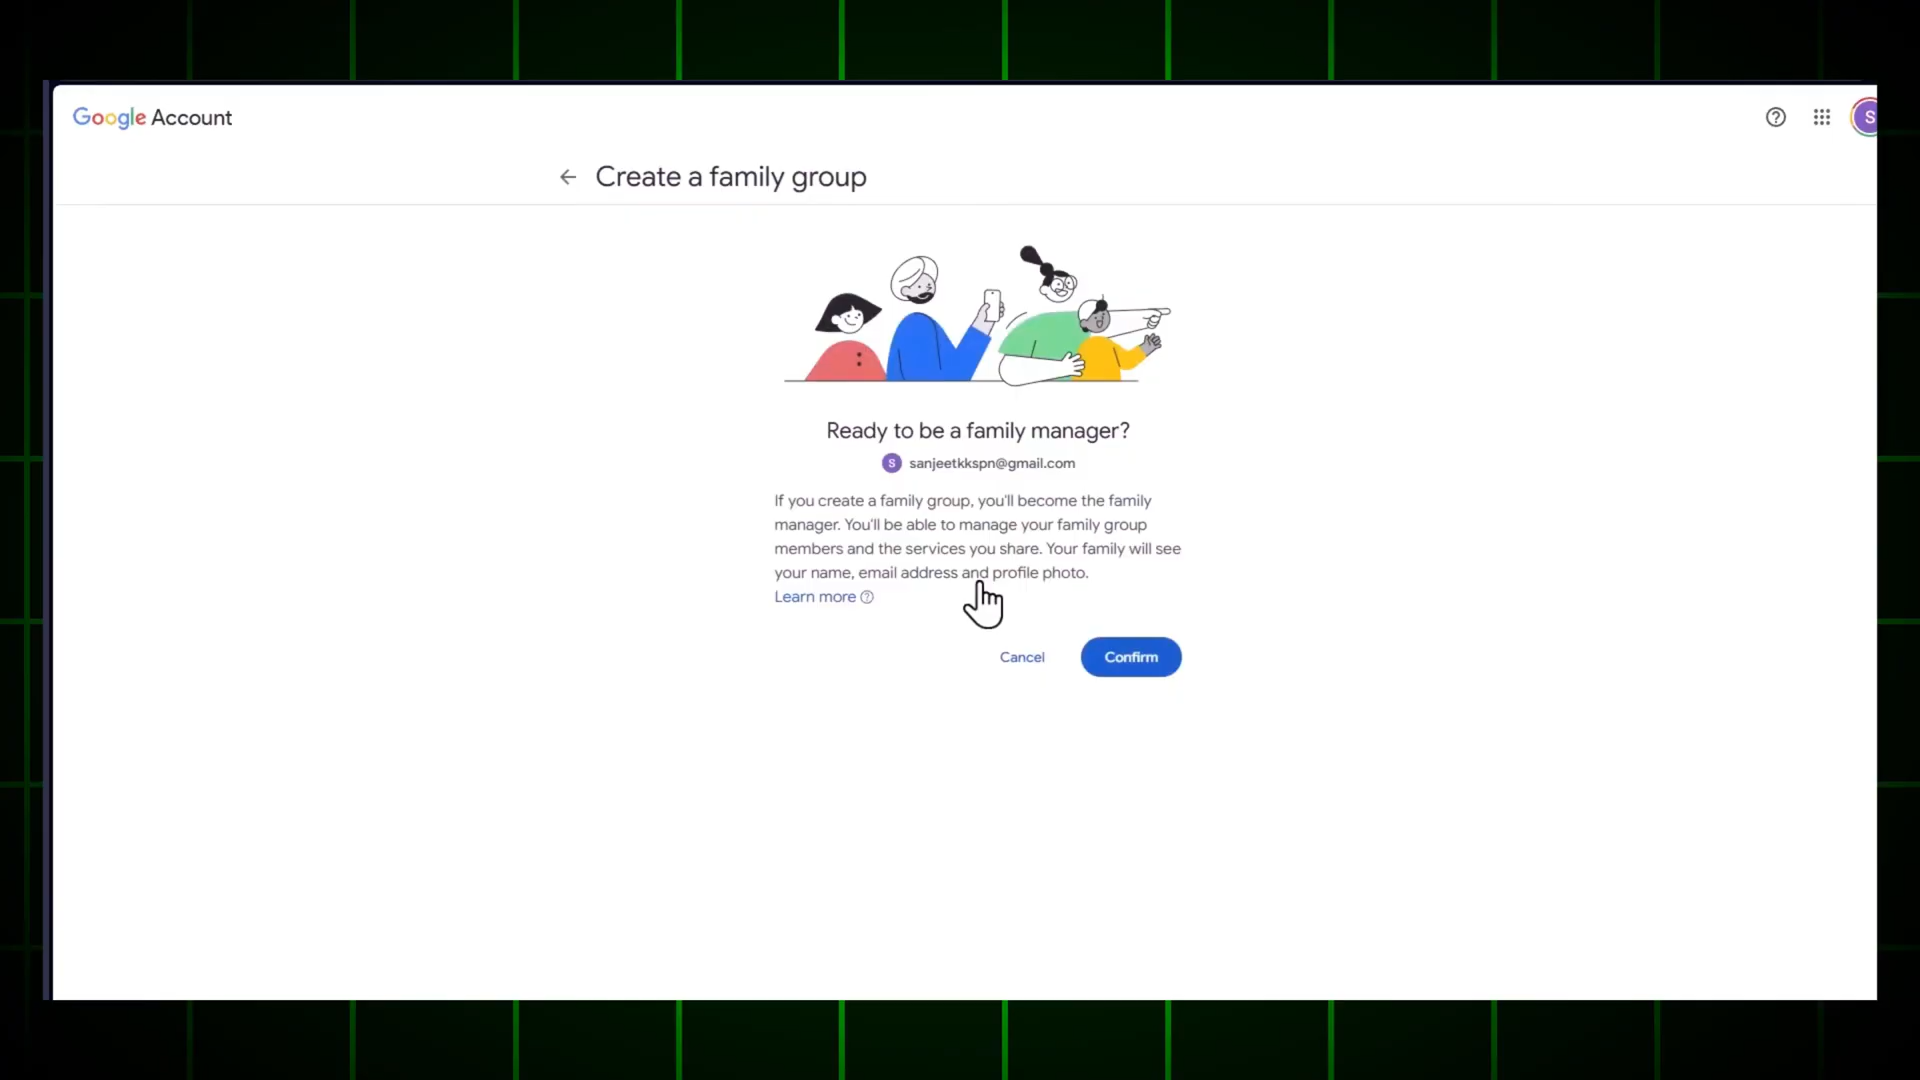 Google Account
S
Create a family group
Ready to be a family manager?
S sanjeetkkspn@gmail.com
If you create a family group, you'll become the family
manager. You'll be able to manage your family group
members and the services you share. Your family will see
your name, email address and profile photo.
Learn more
Cancel
Confirm